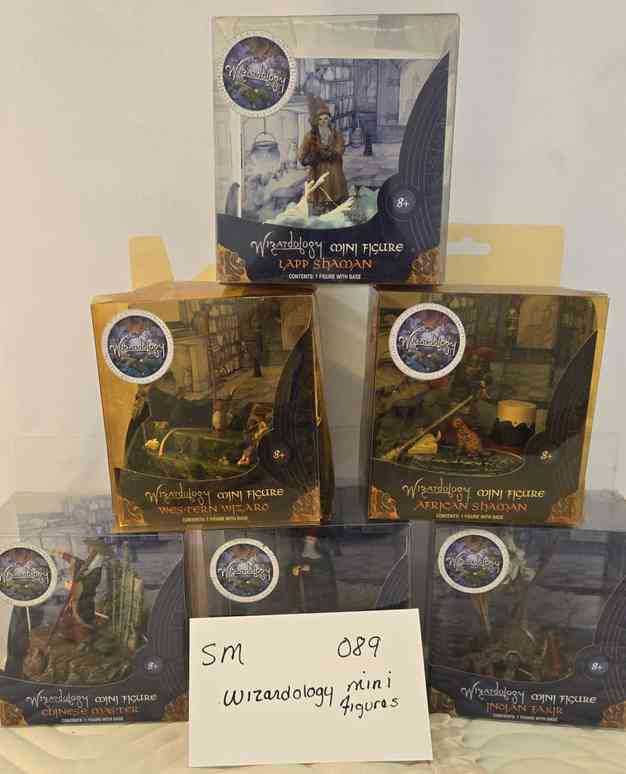 Wizardology
8+
Wizardology MINI FIGURE
LAPP SHAMAN
CONTENTS: 1 FIGURE WITH BASE
Wizardology
8+
Wizardology MINI FIGURE
WESTERN WIZARD
CONTENTS: 1 FIGURE WITH BASE
Wizardology
8+
Wizardology MINI FIGURE
AFRICAN SHAMAN
CONTENTS: 1 FIGURE WITH BASE
Wizardology
8+
Wizardology MINI FIGURE
CHINESE MASTER
CONTENTS: 1 FIGURE WITH BASE
Wizardology
Wizardology
8+
Wizardology MINI FIGURE
INDIAN FAKIR
CONTENTS: 1 FIGURE WITH BASE
SM 089
Wizardology mini
figures